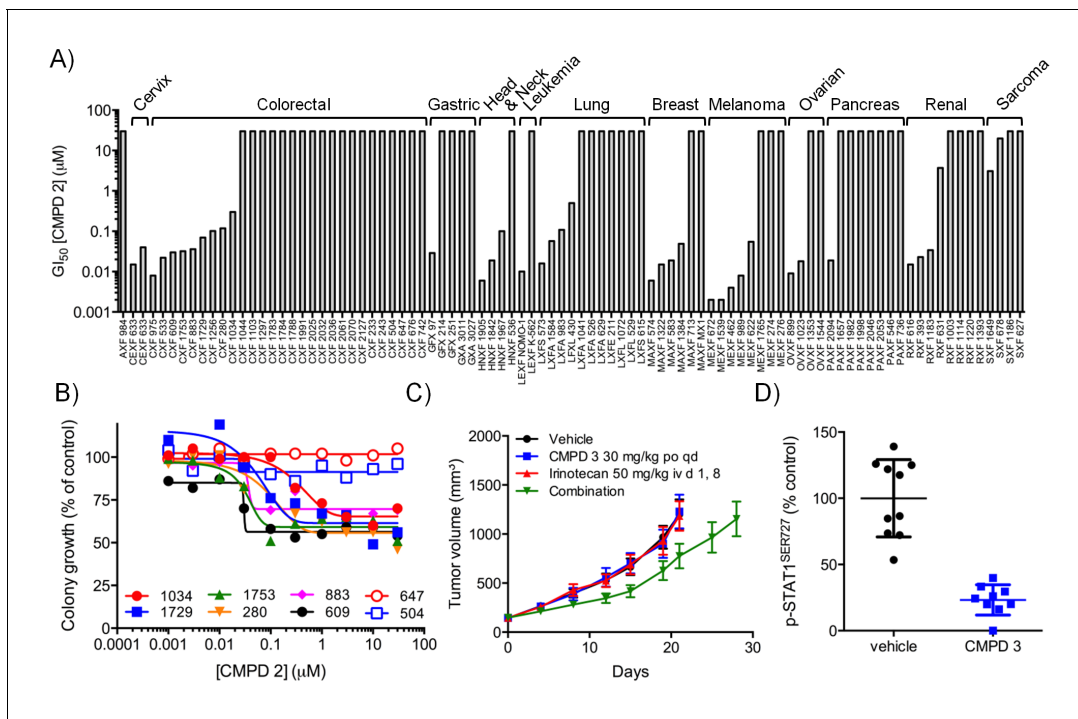 A)
Cervix
Colorectal
Gastric
Head
& Neck
Leukemia
Lung
Breast
Melanoma
Ovarian
Pancreas
Renal
Sarcoma
GI50 [CMPD 2] (μM)
100
10
1
0.1
0.01
0.001
AXF 984
CEXF 633
CEXF 633
CXF 975
CXF 533
CXF 609
CXF 1753
CXF 883
CXF 1729
CXF 1256
CXF 280
CXF 1034
CXF 1044
CXF 1103
CXF 297
CXF 1783
CXF 1784
CXF 1788
CXF 1991
CXF 2025
CXF 2032
CXF 2036
CXF 2061
CXF 2070
CXF 2127
CXF 233
CXF 243
CXF 504
CXF 647
CXF 676
CXF 742
GFX 97
GFX 214
GFX 251
GXA 3011
GXA 3027
HNXF 1905
HNXF 842
HNXF 1967
HNXF 536
LEXF NOMO-1
LEFX K-562
LXFS 573
LXFA 1584
LXFA 983
LFXA 430
LXFA 1041
LXFA 526
LXFA 629
LXFE 211
LXFL 1072
LXFL 529
LXFS 615
MAXF 574
MAXF 1322
MAXF 583
MAXF 1384
MAXF 713
MAXF MX1
MEXF 672
MEXF 1539
MEXF 462
MEXF 989
MEXF 622
MEXF 1765
MEXF 274
MEXF 276
OVXF 899
OVXF 1023
OVXF 1353
OVXF 1544
PAXF 2094
PAXF 1657
PAXF 1982
PAXF 1998
PAXF 2046
PAXF 2053
PAXF 546
PAXF 736
RXF 616
RXF 393
RXF 1183
RXF 631
RXF 1003
RXF 1114
RXF 1220
RXF 1393
SXF 1649
SXF 678
SXF 1186
SXF 627
B)
Colony growth (% of control)
100
75
50
25
0
1034
1729
1753
280
883
609
647
504
0.0001
0.001
0.01
0.1
1
10
100
[CMPD 2] (μM)
C)
Tumor volume (mm³)
2000
1500
1000
500
0
Vehicle
CMPD 3 30 mg/kg po qd
Irinotecan 50 mg/kg iv d 1, 8
Combination
0
10
20
30
Days
D)
p-STAT1SER727 (% control)
150
100
50
0
vehicle
CMPD 3